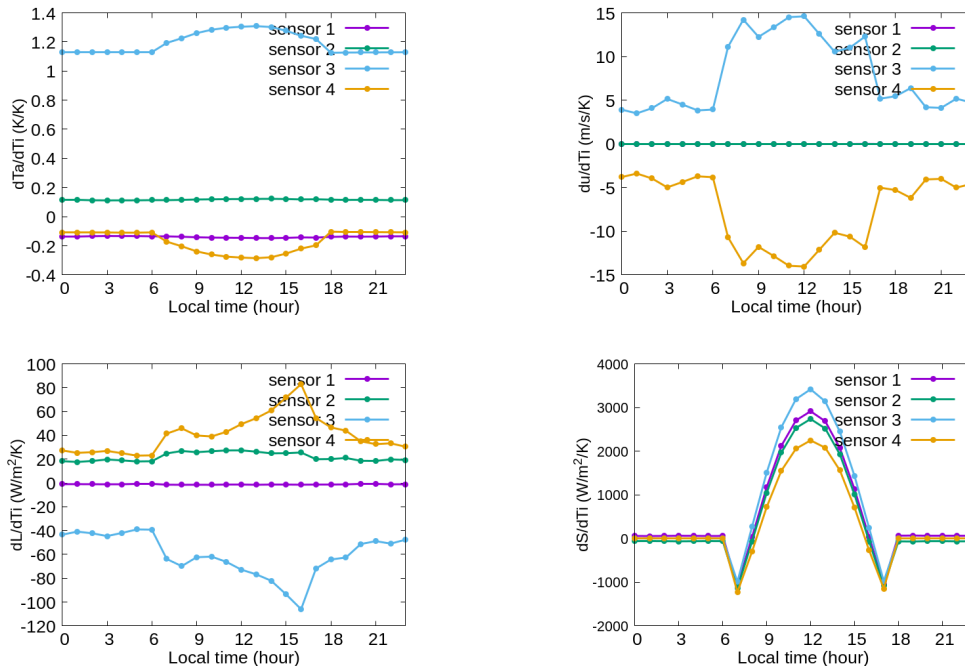 1.4
1.2
1
0.8
0.6
0.4
0.2
0
-0.2
-0.4
dTa/dTi (K/K)
sensor 1
sensor 2
sensor 3
sensor 4
0 3 6 9 12 15 18 21
Local time (hour)
15
10
5
0
-5
-10
-15
du/dTi (m/s/K)
sensor 1
sensor 2
sensor 3
sensor 4
0 3 6 9 12 15 18 21
Local time (hour)
100
80
60
40
20
0
-20
-40
-60
-80
-100
-120
dL/dTi (W/m²/K)
sensor 1
sensor 2
sensor 3
sensor 4
0 3 6 9 12 15 18 21
Local time (hour)
4000
3000
2000
1000
0
-1000
-2000
dS/dTi (W/m²/K)
sensor 1
sensor 2
sensor 3
sensor 4
0 3 6 9 12 15 18 21
Local time (hour)